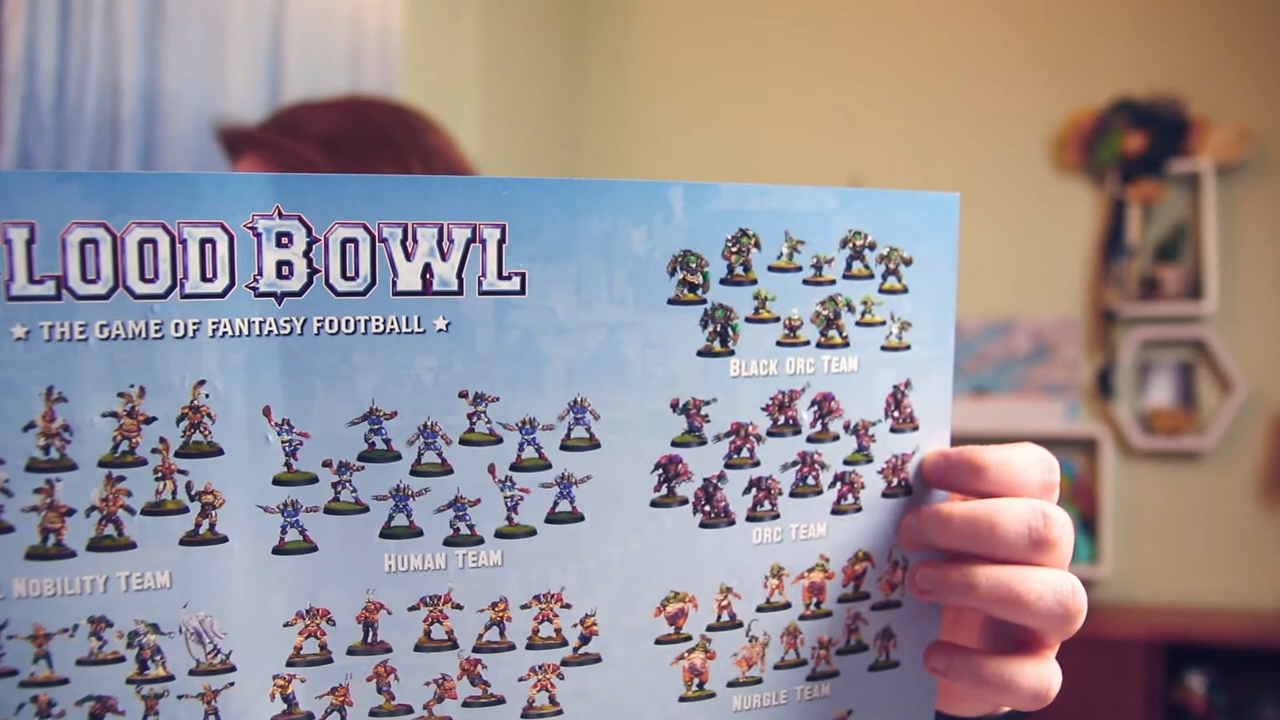 LOOD BOWL
★ THE GAME OF FANTASY FOOTBALL ★
BLACK ORC TEAM
ORC TEAM
HUMAN TEAM
L NOBILITY TEAM
NURGLE TEAM